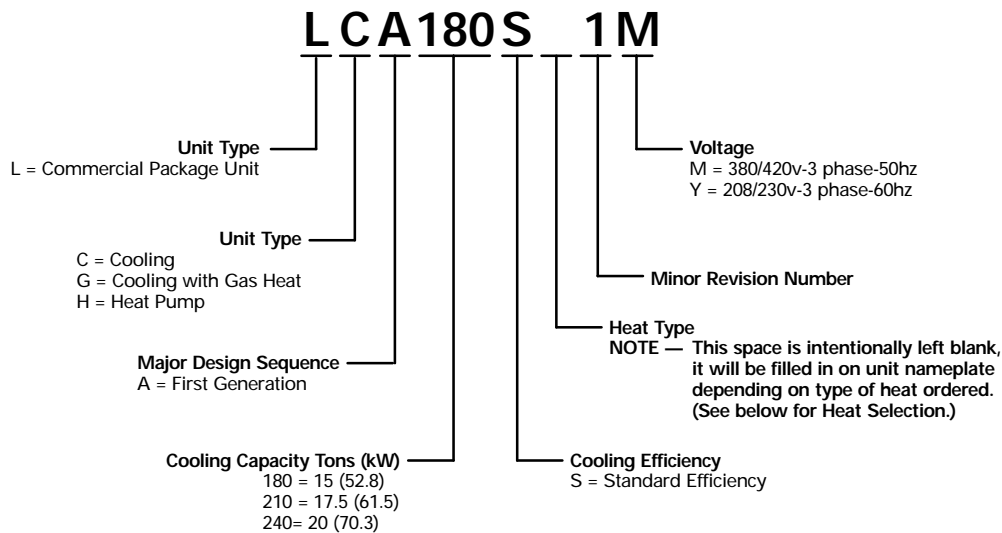 LCA180S 1M
Unit Type
L = Commercial Package Unit
Voltage
M = 380/420v-3 phase-50hz
Y = 208/230v-3 phase-60hz
Unit Type
C = Cooling
G = Cooling with Gas Heat
H = Heat Pump
Minor Revision Number
Heat Type
NOTE — This space is intentionally left blank,
it will be filled in on unit nameplate
depending on type of heat ordered.
(See below for Heat Selection.)
Major Design Sequence
A = First Generation
Cooling Capacity Tons (kW)
180 = 15 (52.8)
210 = 17.5 (61.5)
240= 20 (70.3)
Cooling Efficiency
S = Standard Efficiency